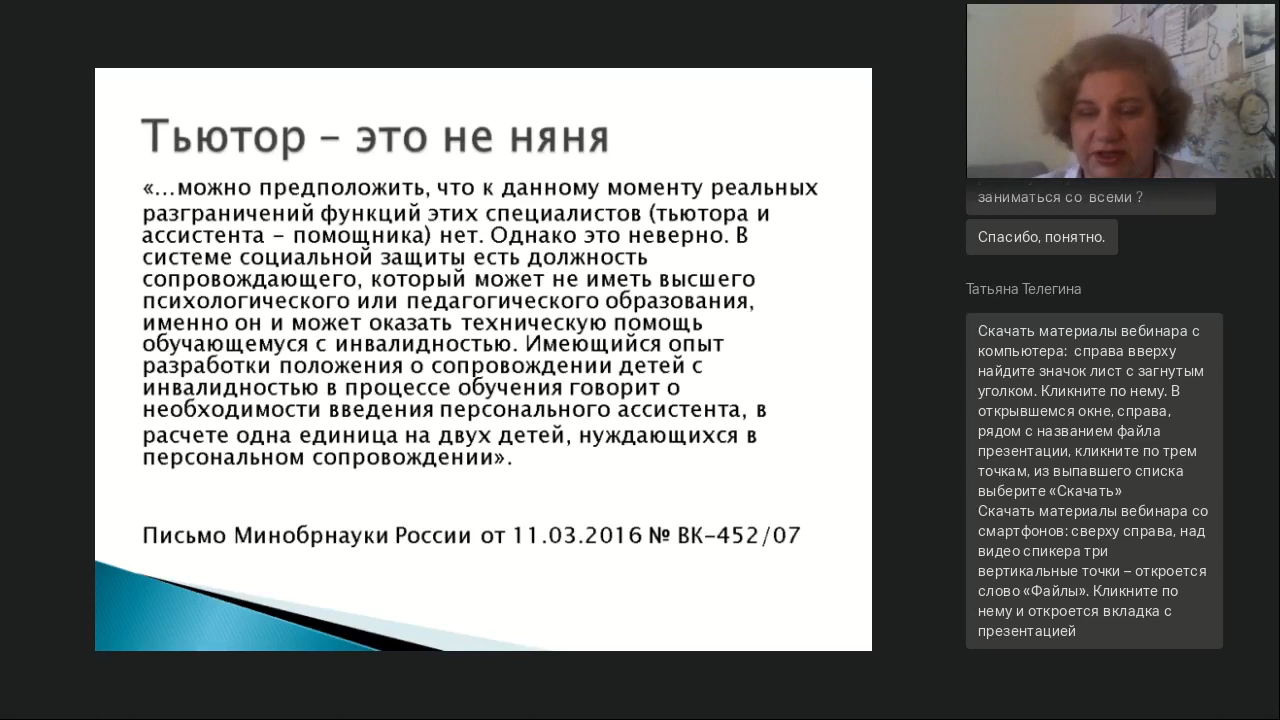 Тьютор – это не няня
«…можно предположить, что к данному моменту реальных
разграничений функций этих специалистов (тьютора и
ассистента – помощника) нет. Однако это неверно. В
системе социальной защиты есть должность
сопровождающего, который может не иметь высшего
психологического или педагогического образования,
именно он и может оказать техническую помощь
обучающемуся с инвалидностью. Имеющийся опыт
разработки положения о сопровождении детей с
инвалидностью в процессе обучения говорит о
необходимости введения персонального ассистента, в
расчете одна единица на двух детей, нуждающихся в
персональном сопровождении».
Письмо Минобрнауки России от 11.03.2016 № ВК-452/07
заниматься со всеми ?
Спасибо, понятно.
Татьяна Телегина
Скачать материалы вебинара с
компьютера: справа вверху
найдите значок лист с загнутым
уголком. Кликните по нему. В
открывшемся окне, справа,
рядом с названием файла
презентации, кликните по трем
точкам, из выпавшего списка
выберите «Скачать»
Скачать материалы вебинара со
смартфонов: сверху справа, над
видео спикера три
вертикальные точки – откроется
слово «Файлы». Кликните по
нему и откроется вкладка с
презентацией